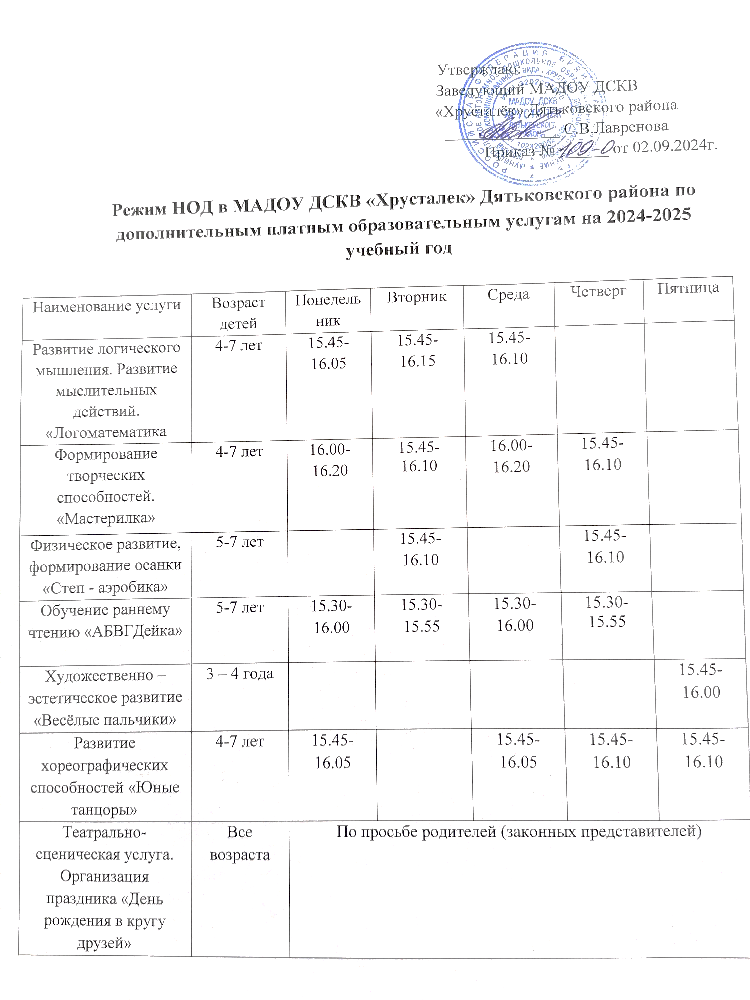 Утверждаю:
Заведующий МАДОУ ДСКВ
«Хрусталёк» Дятьковского района
С.В.Лавренова
Приказ № 109-О от 02.09.2024г.
МАДОУ ДСКВ
Режим НОД в МАДОУ ДСКВ «Хрусталек» Дятьковского района по
дополнительным платным образовательным услугам на 2024-2025
учебный год
Наименование услуги
Возраст
детей
Понедель
ник
Вторник
Среда
Четверг
Пятница
Развитие логического
мышления. Развитие
мыслительных
действий.
«Логоматематика
4-7 лет
15.45-
16.05
15.45-
16.15
15.45-
16.10
Формирование
творческих
способностей.
«Мастерилка»
4-7 лет
16.00-
16.20
15.45-
16.10
16.00-
16.20
15.45-
16.10
Физическое развитие,
формирование осанки
«Степ - аэробика»
5-7 лет
15.45-
16.10
15.45-
16.10
Обучение раннему
чтению «АБВГДейка»
5-7 лет
15.30-
16.00
15.30-
15.55
15.30-
16.00
15.30-
15.55
Художественно –
эстетическое развитие
«Весёлые пальчики»
3 – 4 года
15.45-
16.00
Развитие
хореографических
способностей «Юные
танцоры»
4-7 лет
15.45-
16.05
15.45-
16.05
15.45-
16.10
15.45-
16.10
Театрально-
сценическая услуга.
Организация
праздника «День
рождения в кругу
друзей»
Все
возраста
По просьбе родителей (законных представителей)